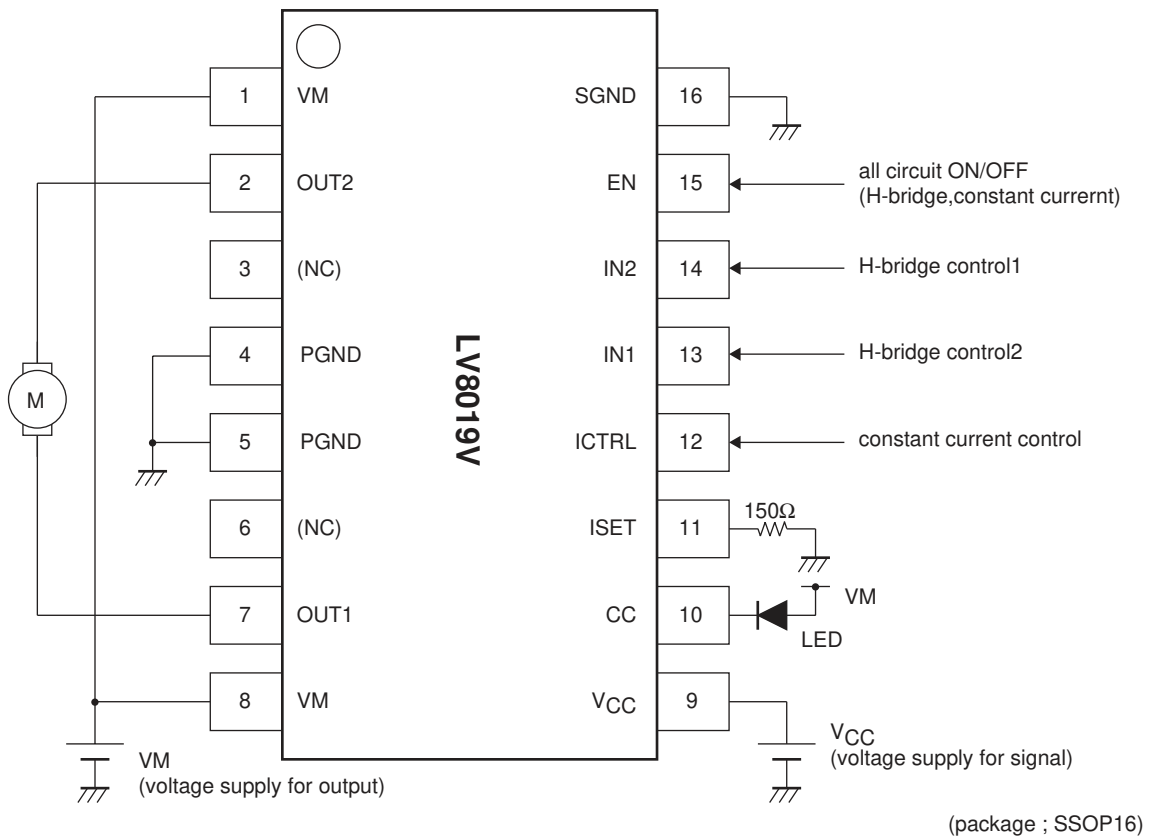 1 VM
SGND 16
2 OUT2
EN 15
all circuit ON/OFF
(H-bridge,constant currernt)
3 (NC)
IN2 14
H-bridge control1
4 PGND
IN1 13
H-bridge control2
M
LV8019V
5 PGND
ICTRL 12
constant current control
6 (NC)
ISET 11
150Ω
7 OUT1
CC 10
VM
LED
8 VM
VCC 9
VM
(voltage supply for output)
VCC
(voltage supply for signal)
(package ; SSOP16)